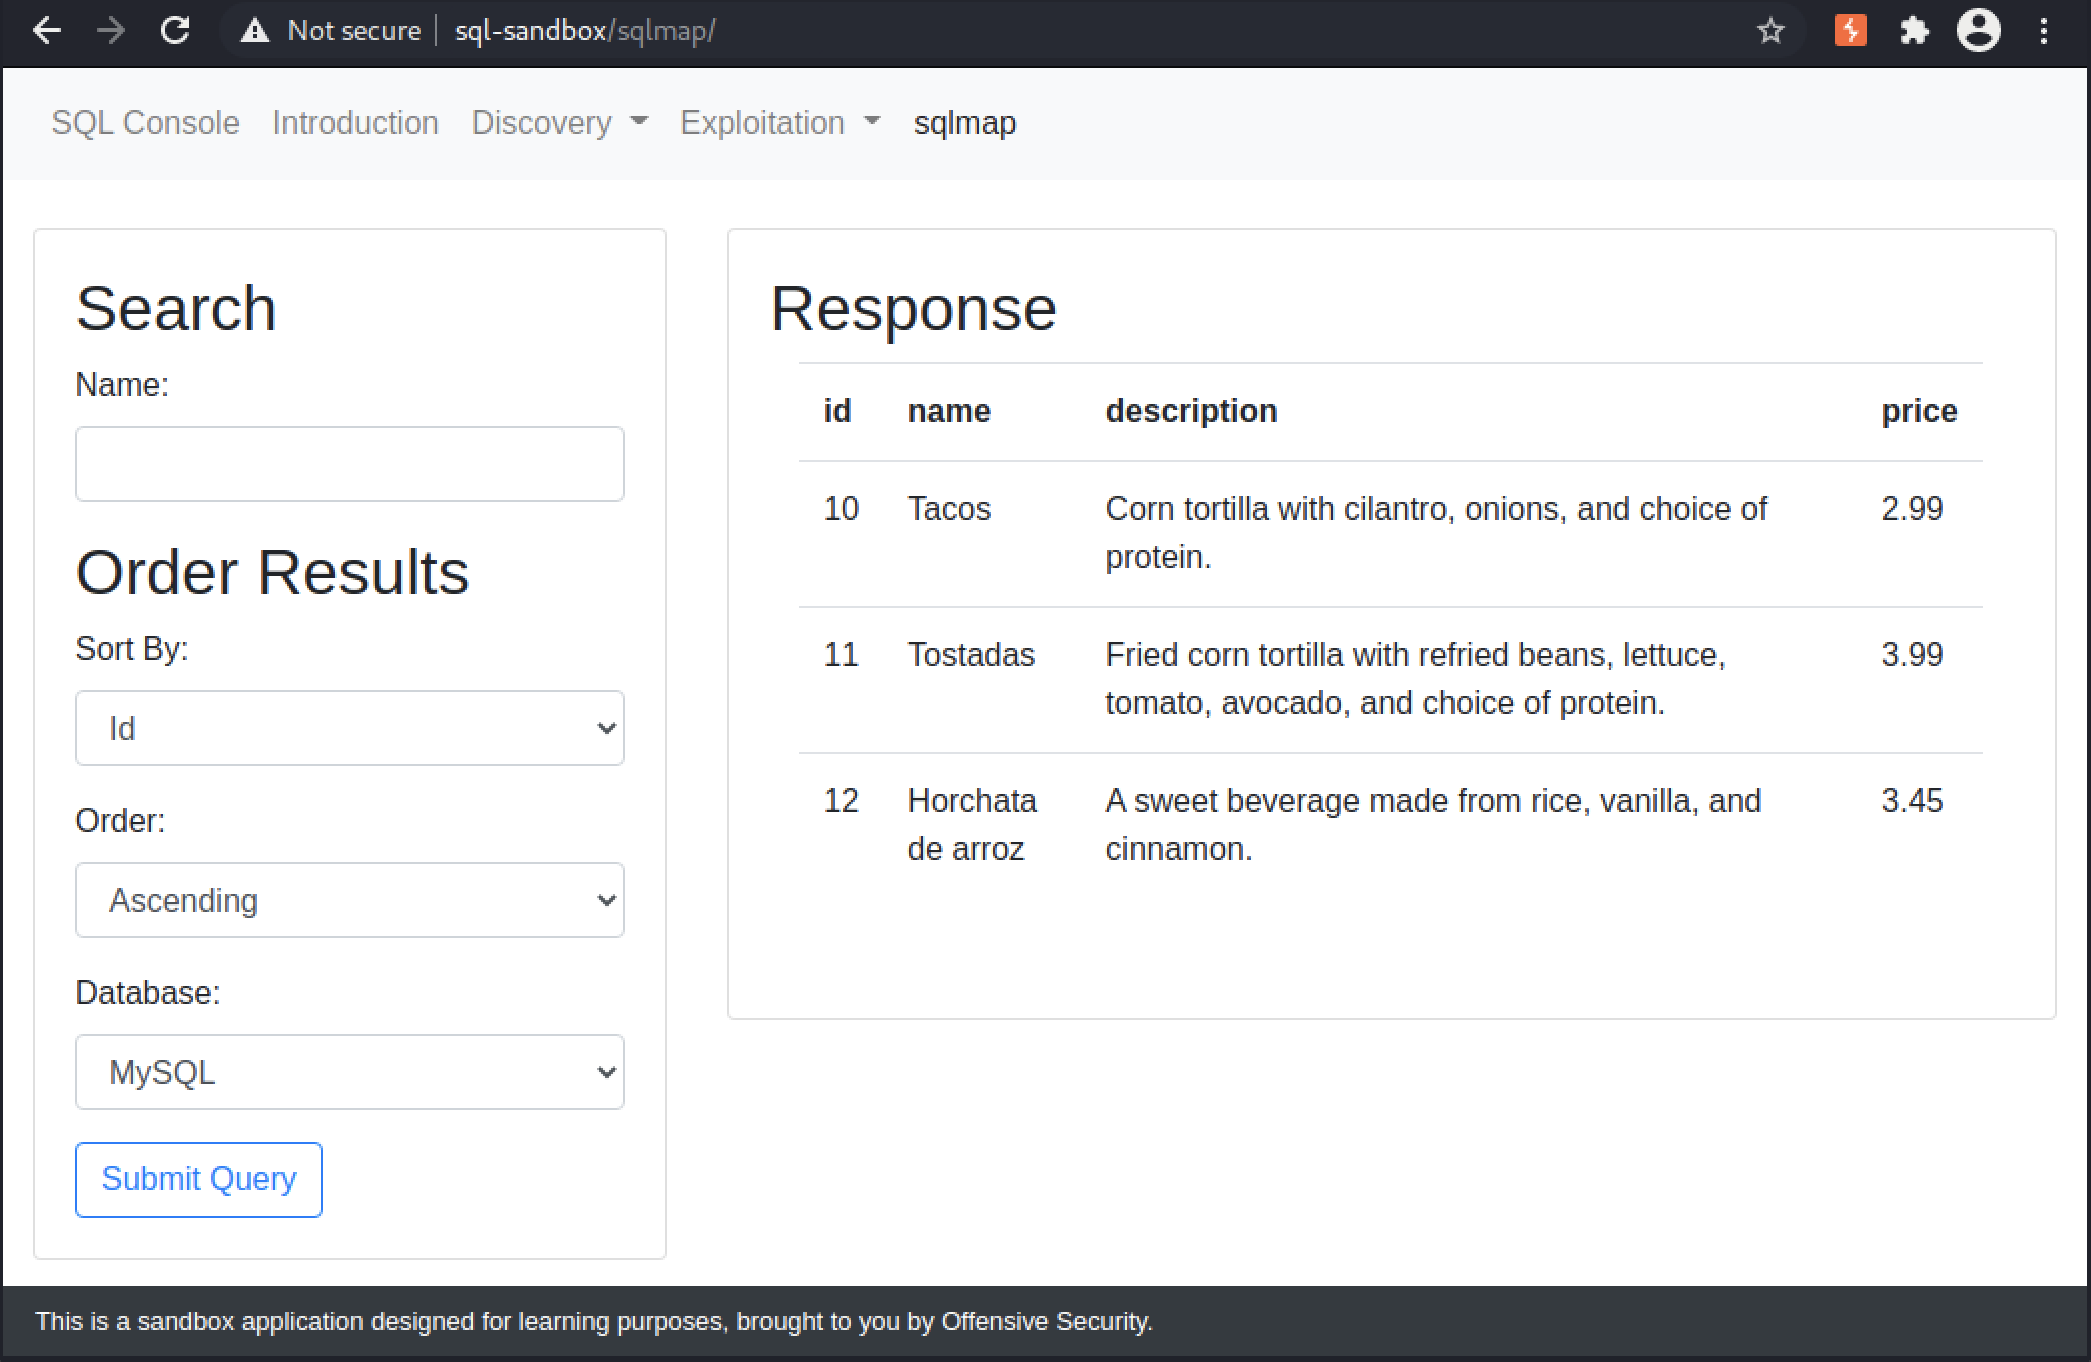 Not secure | sql-sandbox/sqlmap/
SQL Console Introduction Discovery Exploitation sqlmap
Search
Name:
Order Results
Sort By:
Id
Order:
Ascending
Database:
MySQL
Submit Query
Response
id name description price
10 Tacos Corn tortilla with cilantro, onions, and choice of 2.99
protein.
11 Tostadas Fried corn tortilla with refried beans, lettuce, 3.99
tomato, avocado, and choice of protein.
12 Horchata A sweet beverage made from rice, vanilla, and 3.45
de arroz cinnamon.
This is a sandbox application designed for learning purposes, brought to you by Offensive Security.